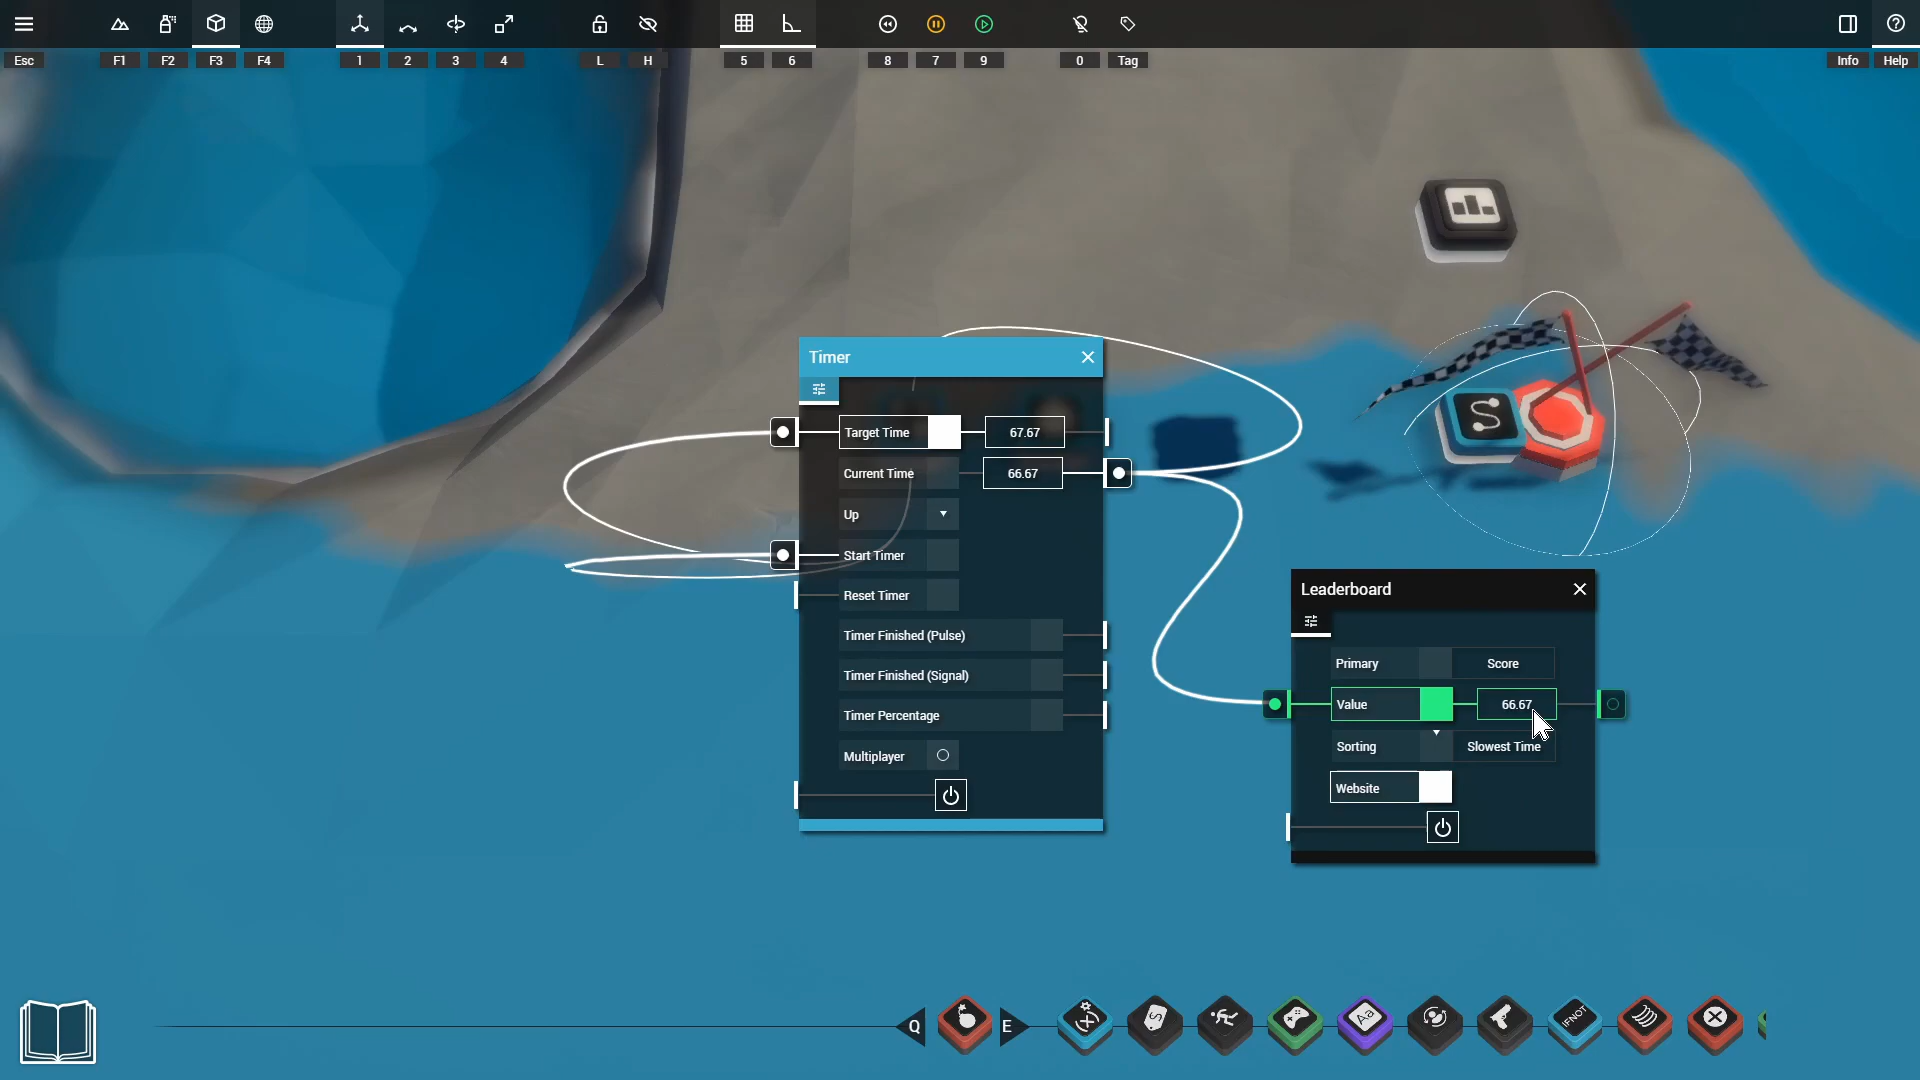 Esc
F1
F2
F3
F4
1
2
3
4
L
H
5
6
8
7
9
0
Tag
Info
Help
Timer
Target Time
67.67
Current Time
66.67
Up
Start Timer
Reset Timer
Timer Finished (Pulse)
Timer Finished (Signal)
Timer Percentage
Multiplayer
Leaderboard
Primary
Score
Value
66.67
Sorting
Slowest Time
Website
Q
E
Aa
IFNOT